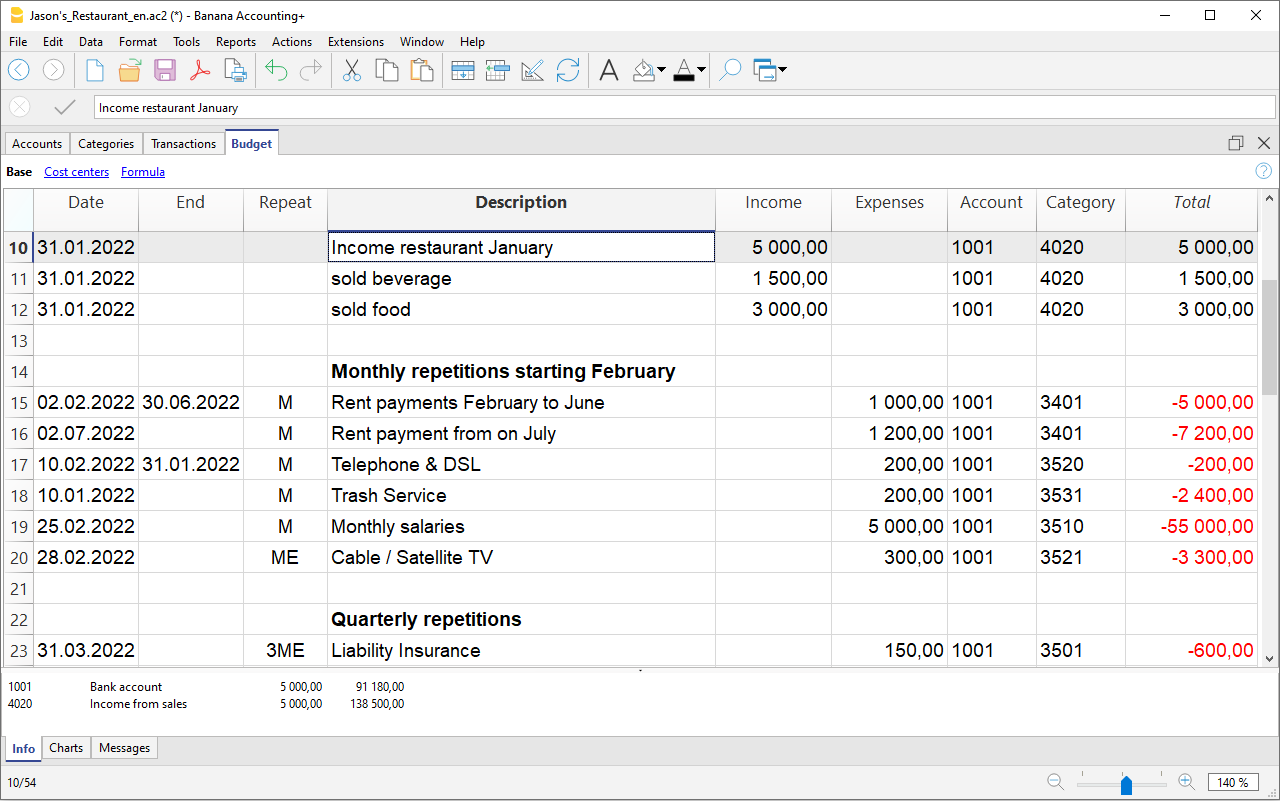 Jason's_Restaurant_en.ac2 (*) - Banana Accounting+
File Edit Data Format Tools Reports Actions Extensions Window Help
Income restaurant January
Accounts Categories Transactions Budget
Base Cost centers Formula
Date End Repeat Description Income Expenses Account Category Total
10 31.01.2022 Income restaurant January 5 000,00 1001 4020 5 000,00
11 31.01.2022 sold beverage 1 500,00 1001 4020 1 500,00
12 31.01.2022 sold food 3 000,00 1001 4020 3 000,00
13
14 Monthly repetitions starting February
15 02.02.2022 30.06.2022 M Rent payments February to June 1 000,00 1001 3401 -5 000,00
16 02.07.2022 M Rent payment from on July 1 200,00 1001 3401 -7 200,00
17 10.02.2022 31.01.2022 M Telephone & DSL 200,00 1001 3520 -200,00
18 10.01.2022 M Trash Service 200,00 1001 3531 -2 400,00
19 25.02.2022 M Monthly salaries 5 000,00 1001 3510 -55 000,00
20 28.02.2022 ME Cable / Satellite TV 300,00 1001 3521 -3 300,00
21
22 Quarterly repetitions
23 31.03.2022 3ME Liability Insurance 150,00 1001 3501 -600,00
1001 Bank account 5 000,00 91 180,00
4020 Income from sales 5 000,00 138 500,00
Info Charts Messages
10/54 140 %